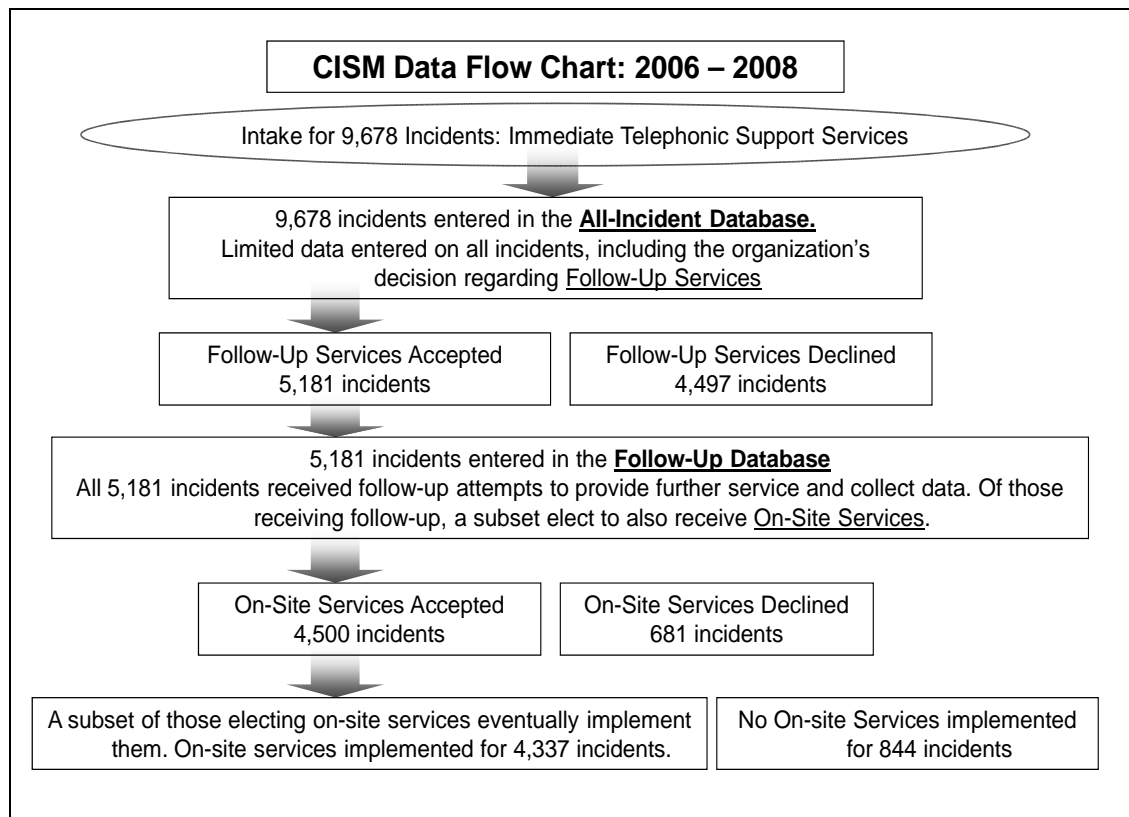 CISM Data Flow Chart: 2006 – 2008
Intake for 9,678 Incidents: Immediate Telephonic Support Services
9,678 incidents entered in the All-Incident Database.
Limited data entered on all incidents, including the organization's
decision regarding Follow-Up Services
Follow-Up Services Accepted
5,181 incidents
Follow-Up Services Declined
4,497 incidents
5,181 incidents entered in the Follow-Up Database
All 5,181 incidents received follow-up attempts to provide further service and collect data. Of those
receiving follow-up, a subset elect to also receive On-Site Services.
On-Site Services Accepted
4,500 incidents
On-Site Services Declined
681 incidents
A subset of those electing on-site services eventually implement
them. On-site services implemented for 4,337 incidents.
No On-site Services implemented
for 844 incidents